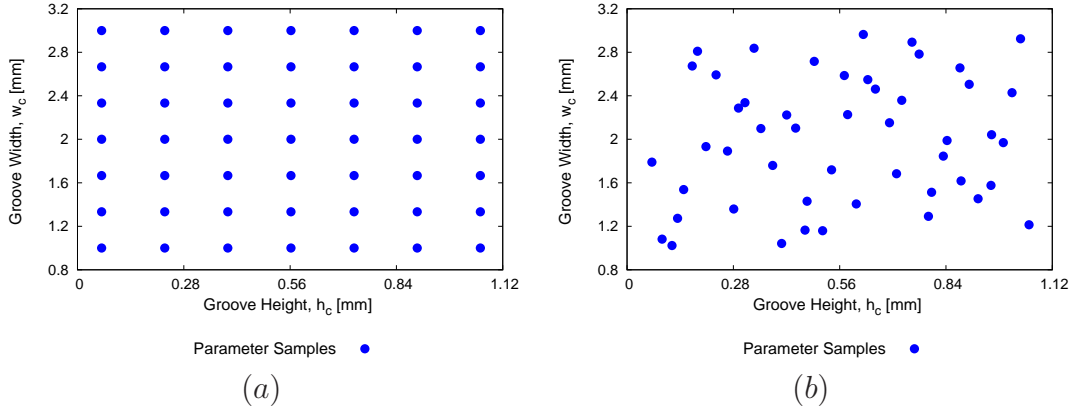 3.2
2.8
2.4
2
1.6
1.2
0.8
Groove Width, w_c [mm]
0 0.28 0.56 0.84 1.12
Groove Height, h_c [mm]
Parameter Samples
(a)
3.2
2.8
2.4
2
1.6
1.2
0.8
Groove Width, w_c [mm]
0 0.28 0.56 0.84 1.12
Groove Height, h_c [mm]
Parameter Samples
(b)